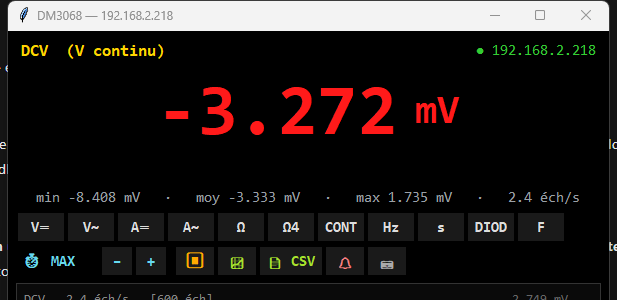 DM3068 — 192.168.2.218
DCV (V continu) ● 192.168.2.218
-3.272 mV
min -8.408 mV · moy -3.333 mV · max 1.735 mV · 2.4 éch/s
V= V~ A= A~ Ω Ω4 CONT Hz s DIOD F
MAX - + CSV
DCV 2.4 éch/s [600 éch] 2.749 mV